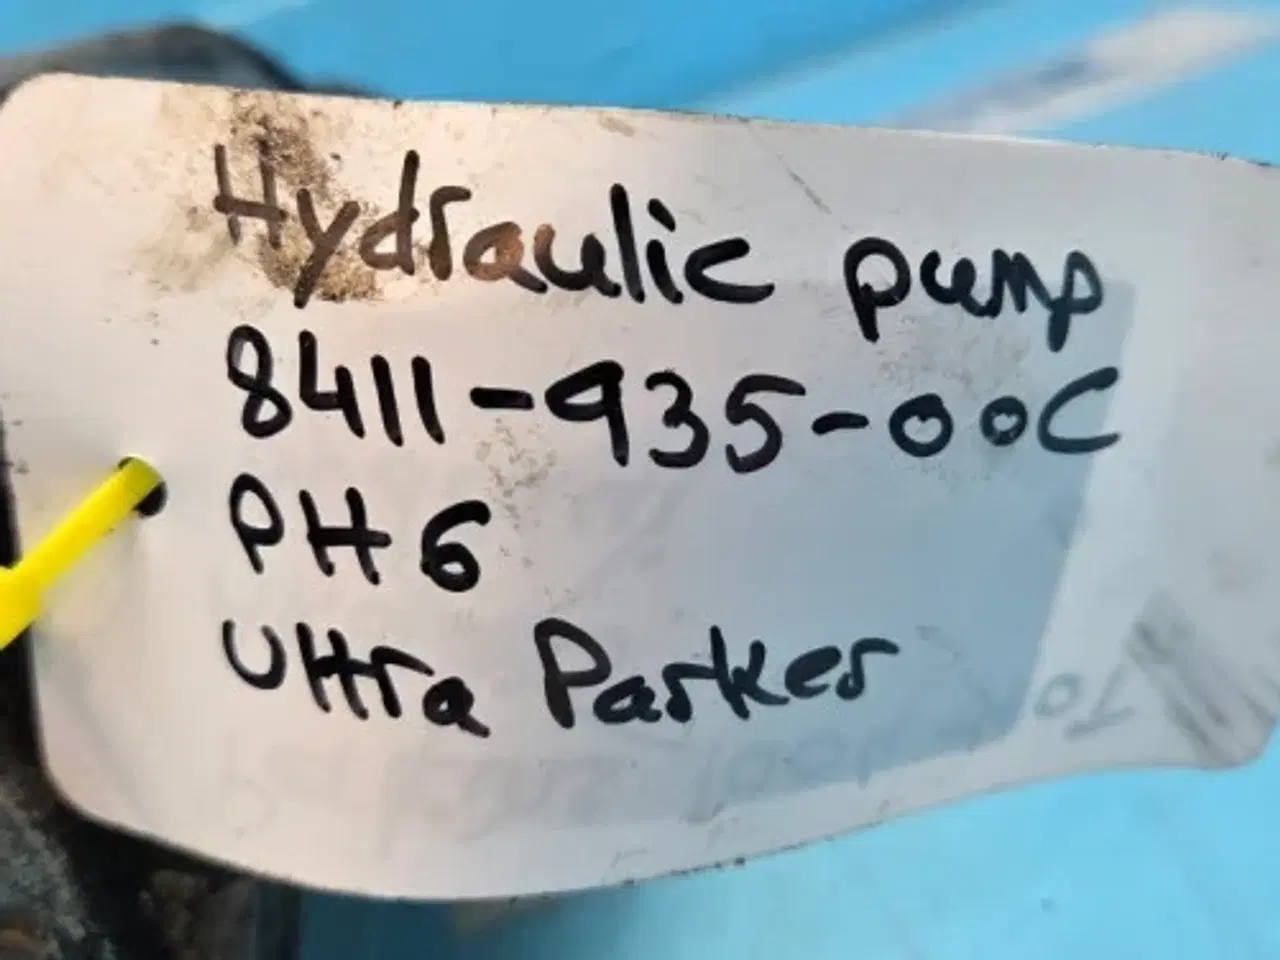 Hydraulic pump
8411-935-00C
PH6
Ultra Parker